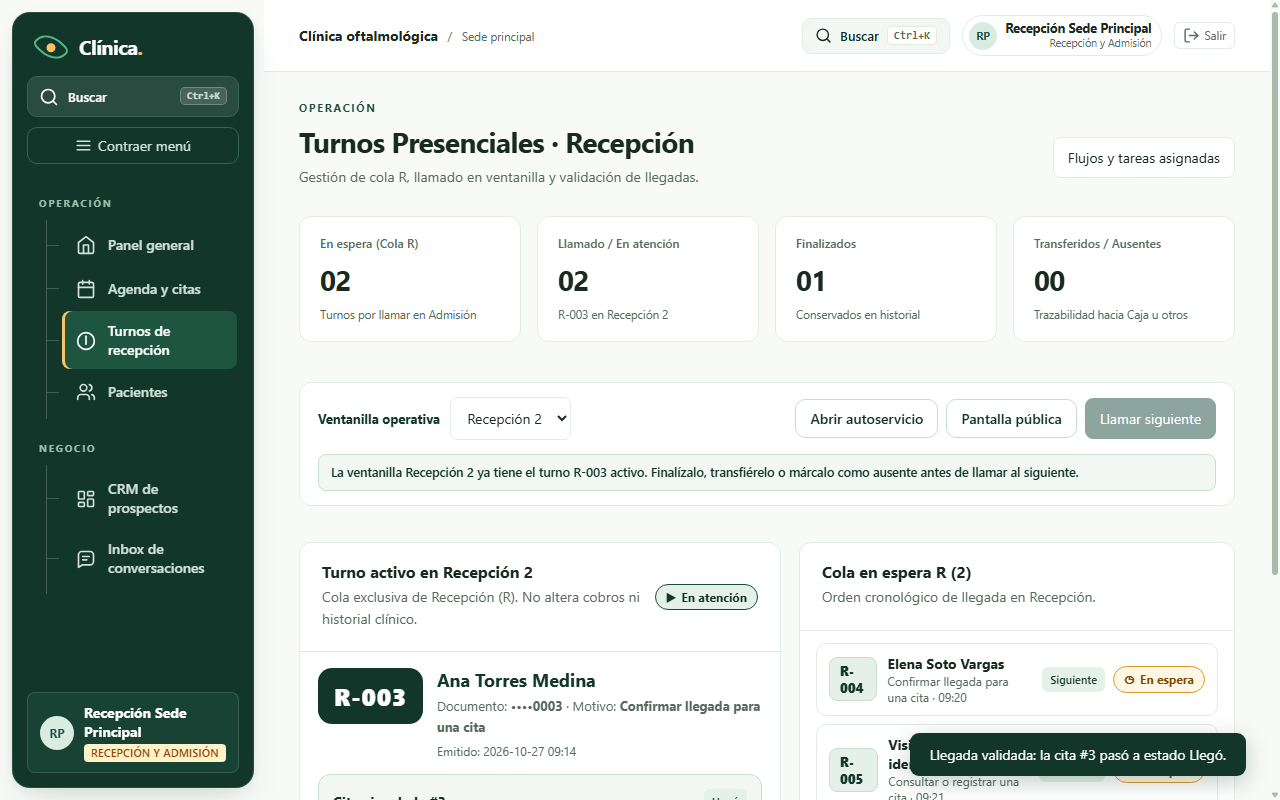 Clínica.
Buscar Ctrl+K
Contraer menú
OPERACIÓN
Panel general
Agenda y citas
Turnos de
recepción
Pacientes
NEGOCIO
CRM de
prospectos
Inbox de
conversaciones
RP
Recepción Sede
Principal
RECEPCIÓN Y ADMISIÓN
Clínica oftalmológica / Sede principal
Buscar Ctrl+K
RP
Recepción Sede Principal
Recepción y Admisión
Salir
OPERACIÓN
Turnos Presenciales · Recepción
Gestión de cola R, llamado en ventanilla y validación de llegadas.
Flujos y tareas asignadas
En espera (Cola R)
02
Turnos por llamar en Admisión
Llamado / En atención
02
R-003 en Recepción 2
Finalizados
01
Conservados en historial
Transferidos / Ausentes
00
Trazabilidad hacia Caja u otros
Ventanilla operativa
Recepción 2
Abrir autoservicio
Pantalla pública
Llamar siguiente
La ventanilla Recepción 2 ya tiene el turno R-003 activo. Finalízalo, transfiérelo o márcalo como ausente antes de llamar al siguiente.
Turno activo en Recepción 2
Cola exclusiva de Recepción (R). No altera cobros ni
historial clínico.
En atención
R-003
Ana Torres Medina
Documento: ••••0003 · Motivo: Confirmar llegada para
una cita
Emitido: 2026-10-27 09:14
Cola en espera R (2)
Orden cronológico de llegada en Recepción.
R-
004
Elena Soto Vargas
Confirmar llegada para
una cita · 09:20
Siguiente
En espera
R-
005
Consultar o registrar una
cita · 09:21
Llegada validada: la cita #3 pasó a estado Llegó.